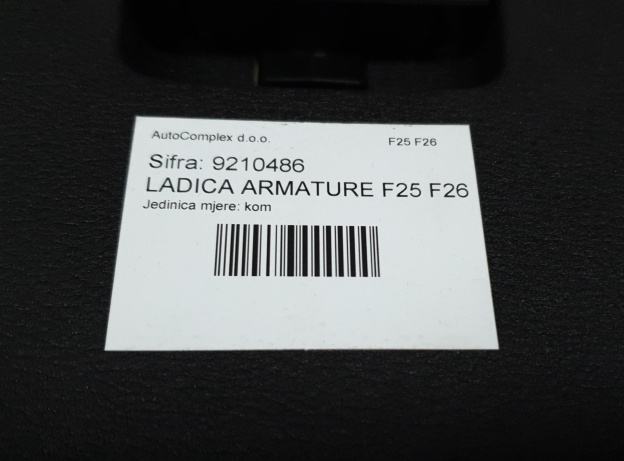 AutoComplex d.o.o. F25 F26
Sifra: 9210486
LADICA ARMATURE F25 F26
Jedinica mjere: kom